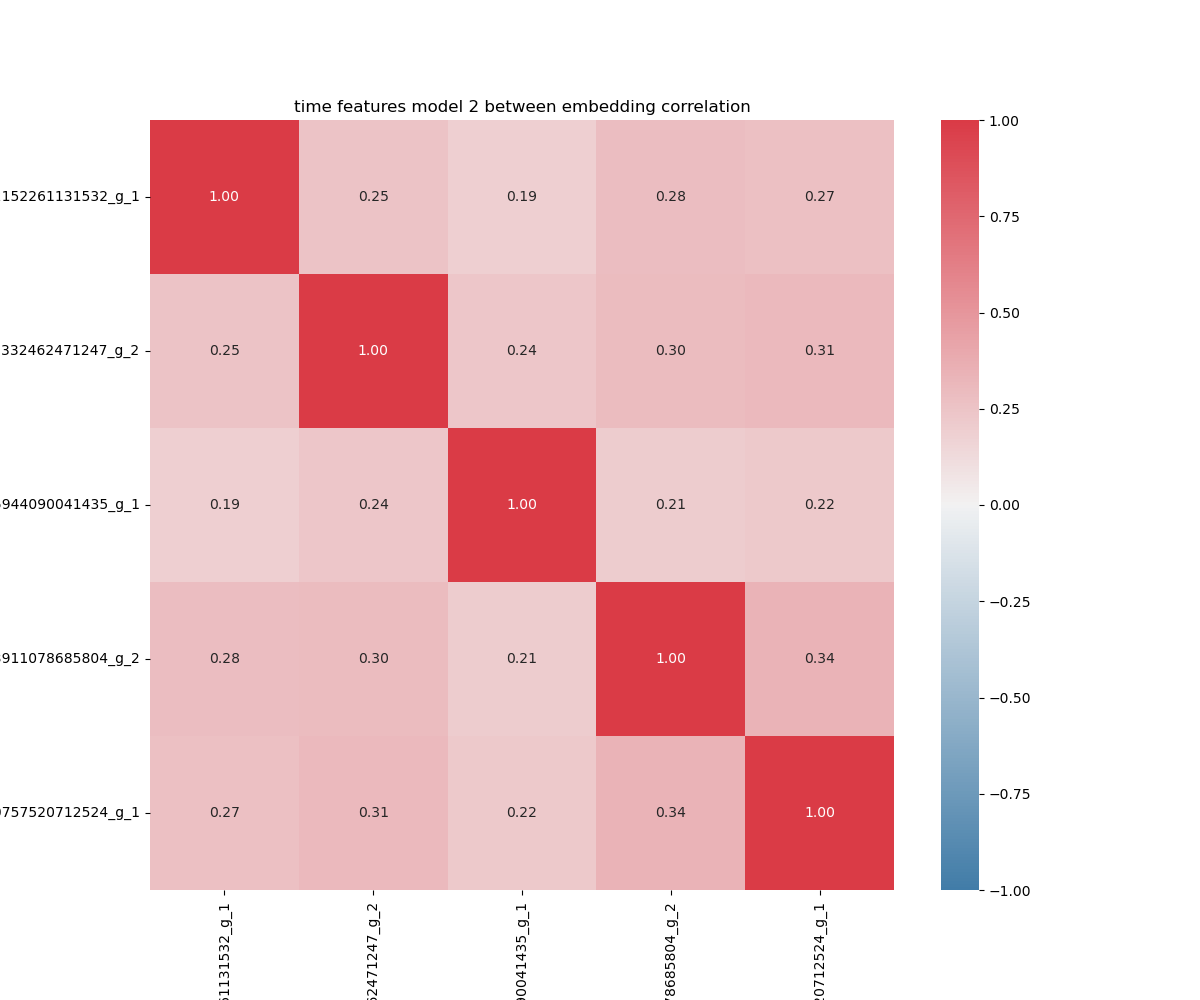 time features model 2 between embedding correlation
152261131532_g_1
1.00 0.25 0.19 0.28 0.27
332462471247_g_2
0.25 1.00 0.24 0.30 0.31
944090041435_g_1
0.19 0.24 1.00 0.21 0.22
911078685804_g_2
0.28 0.30 0.21 1.00 0.34
757520712524_g_1
0.27 0.31 0.22 0.34 1.00
1131532_g_1
2471247_g_2
0041435_g_1
8685804_g_2
20712524_g_1
1.00
0.75
0.50
0.25
0.00
−0.25
−0.50
−0.75
−1.00